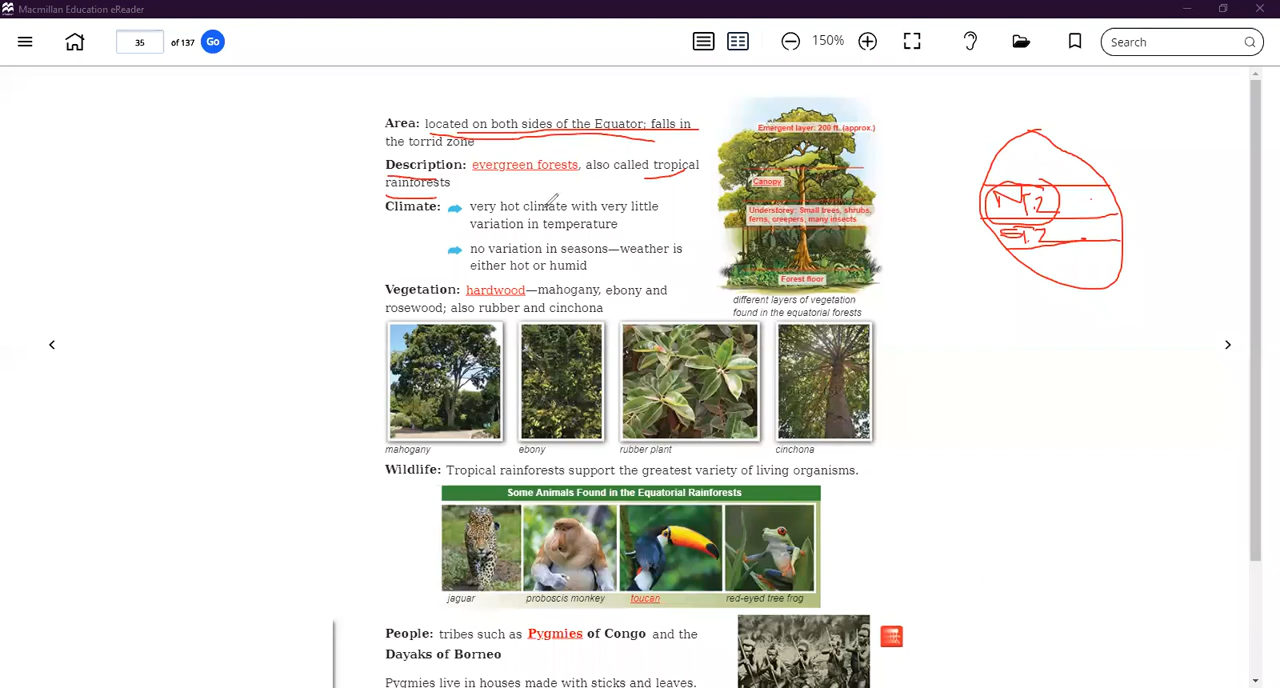 Macmillan Education eReader
35 of 137 Go 150% Search
Area: located on both sides of the Equator; falls in
the torrid zone
Description: evergreen forests, also called tropical
rainforests
Climate: very hot climate with very little
variation in temperature
no variation in seasons—weather is
either hot or humid
Vegetation: hardwood—mahogany, ebony and
rosewood; also rubber and cinchona
Emergent layer: 200 ft. (approx.)
Canopy
Understorey: Small trees, shrubs,
ferns, creepers, many insects
Forest floor
different layers of vegetation
found in the equatorial forests
mahogany
ebony
rubber plant
cinchona
Wildlife: Tropical rainforests support the greatest variety of living organisms.
Some Animals Found in the Equatorial Rainforests
jaguar
proboscis monkey
toucan
red-eyed tree frog
People: tribes such as Pygmies of Congo and the
Dayaks of Borneo
Pygmies live in houses made with sticks and leaves.